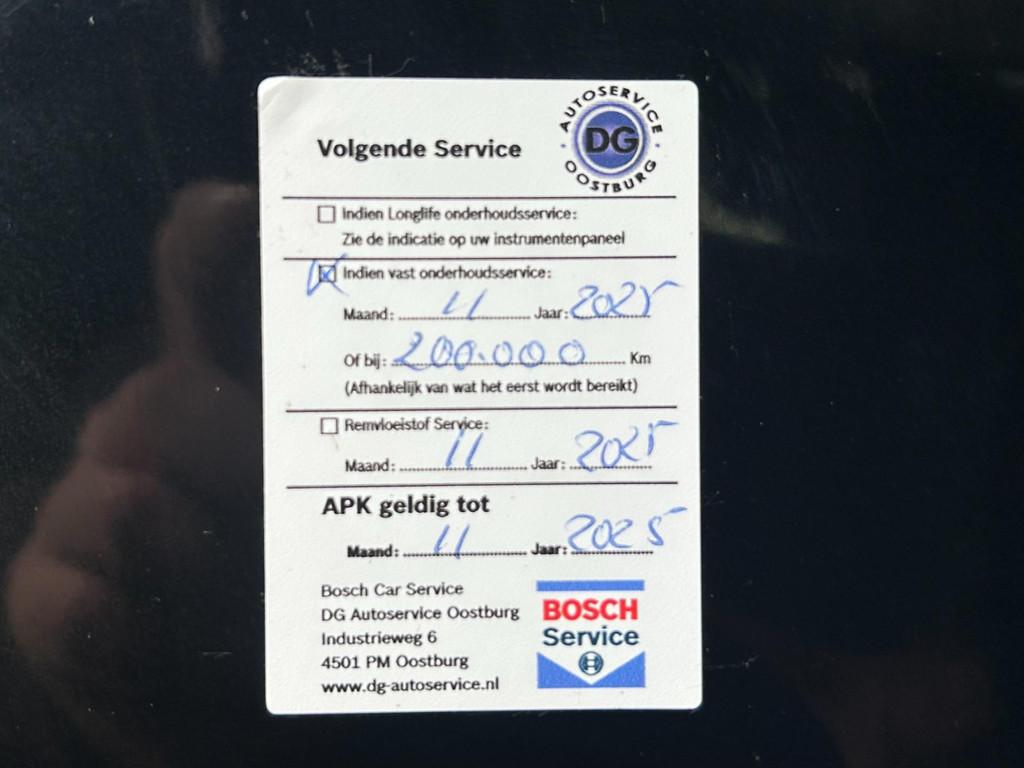 Volgende Service
AUTOSERVICE
DG
OOSTBURG
Indien Longlife onderhoudsservice:
Zie de indicatie op uw instrumentenpaneel
Indien vast onderhoudsservice:
Maand: 11 Jaar: 2025
Of bij: 200.000 Km
(Afhankelijk van wat het eerst wordt bereikt)
Remvloeistof Service:
Maand: 11 Jaar: 2025
APK geldig tot
Maand: 11 Jaar: 2025
Bosch Car Service
DG Autoservice Oostburg
Industrieweg 6
4501 PM Oostburg
www.dg-autoservice.nl
BOSCH
Service